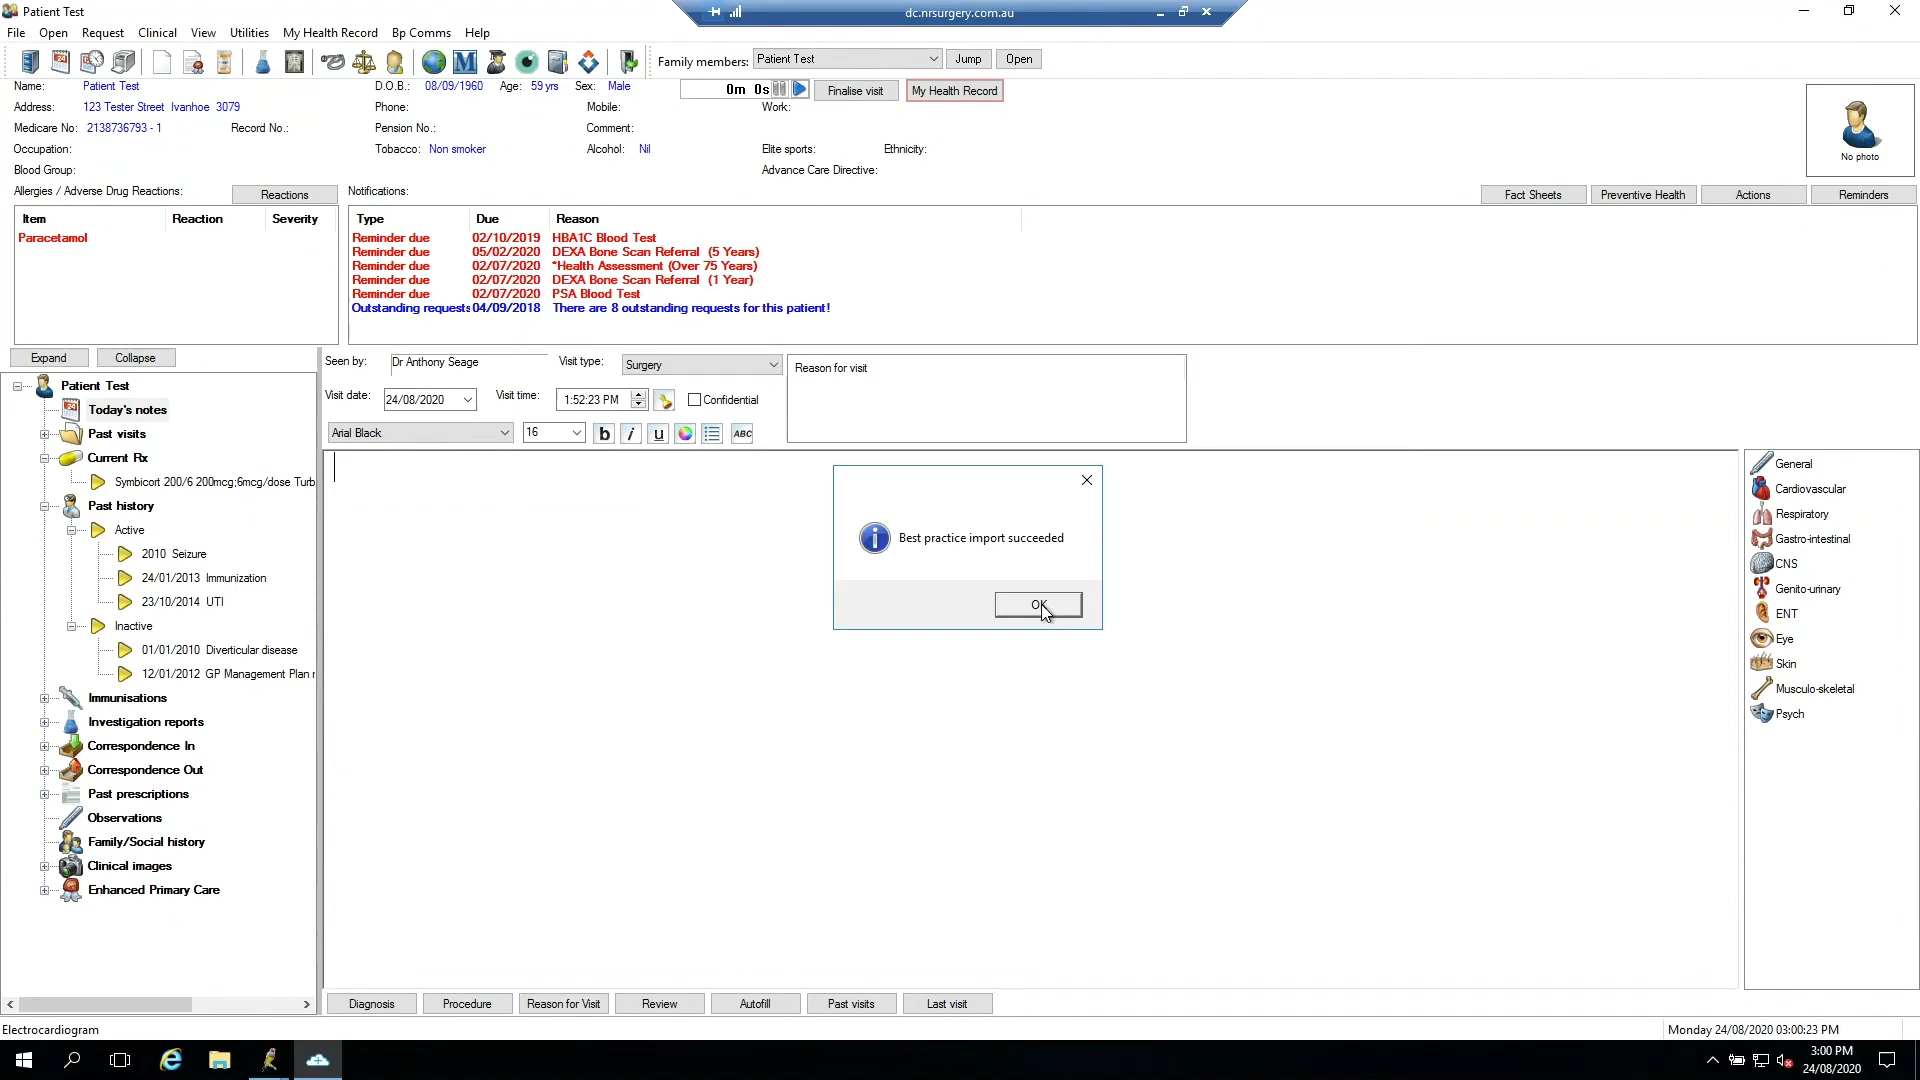 Patient Test
dc.nrsurgery.com.au
File Open Request Clinical View Utilities My Health Record Bp Comms Help
Family members: Patient Test Jump Open
Name: Patient Test D.O.B.: 08/09/1960 Age: 59 yrs Sex: Male 0m 0s Finalise visit My Health Record
Address: 123 Tester Street Ivanhoe 3079 Phone: Mobile: Work:
Medicare No: 2138736793 - 1 Record No.: Pension No.: Comment:
Occupation: Tobacco: Non smoker Alcohol: Nil Elite sports: Ethnicity:
Blood Group: Advance Care Directive:
No photo
Allergies / Adverse Drug Reactions: Reactions Notifications: Fact Sheets Preventive Health Actions Reminders
Item Reaction Severity Type Due Reason
Paracetamol Reminder due 02/10/2019 HBA1C Blood Test
Reminder due 05/02/2020 DEXA Bone Scan Referral (5 Years)
Reminder due 02/07/2020 *Health Assessment (Over 75 Years)
Reminder due 02/07/2020 DEXA Bone Scan Referral (1 Year)
Reminder due 02/07/2020 PSA Blood Test
Outstanding requests 04/09/2018 There are 8 outstanding requests for this patient!
Expand Collapse Seen by: Dr Anthony Seage Visit type: Surgery Reason for visit
Visit date: 24/08/2020 Visit time: 1:52:23 PM Confidential
Arial Black 16 b i u ABC
Patient Test
Today's notes
Past visits
Current Rx
Symbicort 200/6 200mcg;6mcg/dose Turb
Past history
Active
2010 Seizure
24/01/2013 Immunization
23/10/2014 UTI
Inactive
01/01/2010 Diverticular disease
12/01/2012 GP Management Plan r
Immunisations
Investigation reports
Correspondence In
Correspondence Out
Past prescriptions
Observations
Family/Social history
Clinical images
Enhanced Primary Care
Best practice import succeeded
OK
General
Cardiovascular
Respiratory
Gastro-intestinal
CNS
Genito-urinary
ENT
Eye
Skin
Musculo-skeletal
Psych
Diagnosis Procedure Reason for Visit Review Autofill Past visits Last visit
Electrocardiogram Monday 24/08/2020 03:00:23 PM
3:00 PM
24/08/2020